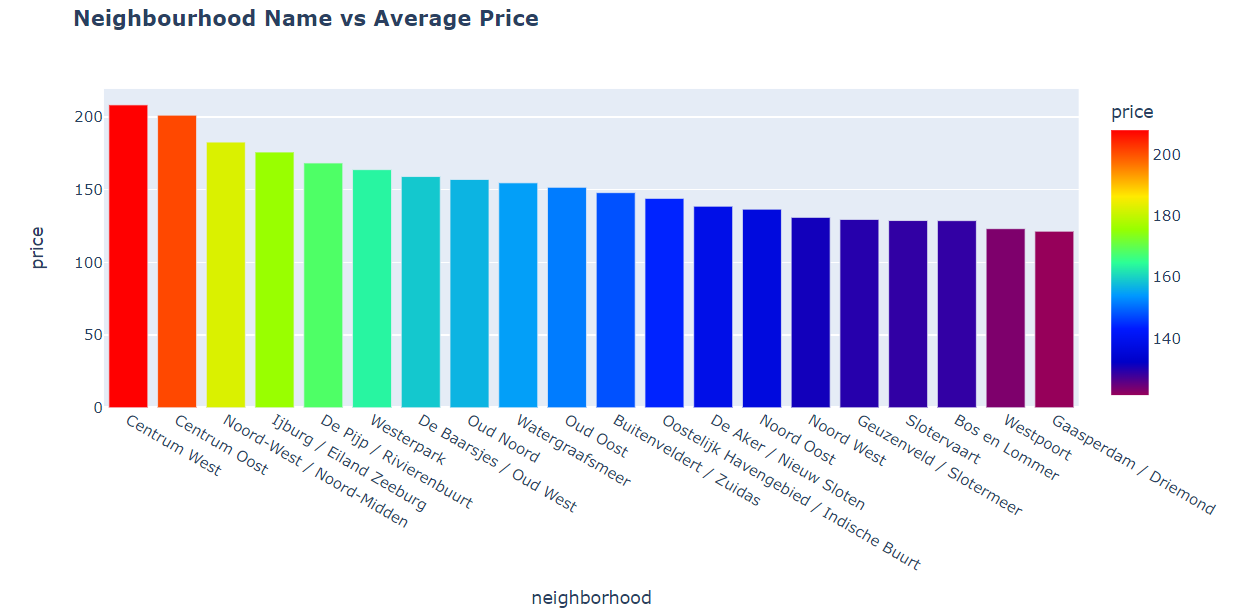 Neighbourhood Name vs Average Price
price
200
150
100
50
0
Centrum West
Centrum Oost
Noord-West / Noord-Midden
Ijburg / Eiland Zeeburg
De Pijp / Rivierenbuurt
Westerpark
De Baarsjes / Oud West
Oud Noord
Watergraafsmeer
Oud Oost
Buitenveldert / Zuidas
Oostelijk Havengebied / Indische Buurt
De Aker / Nieuw Sloten
Noord Oost
Noord West
Geuzenveld / Slotermeer
Slotervaart
Bos en Lommer
Westpoort
Gaasperdam / Driemond
neighborhood
price
200
180
160
140